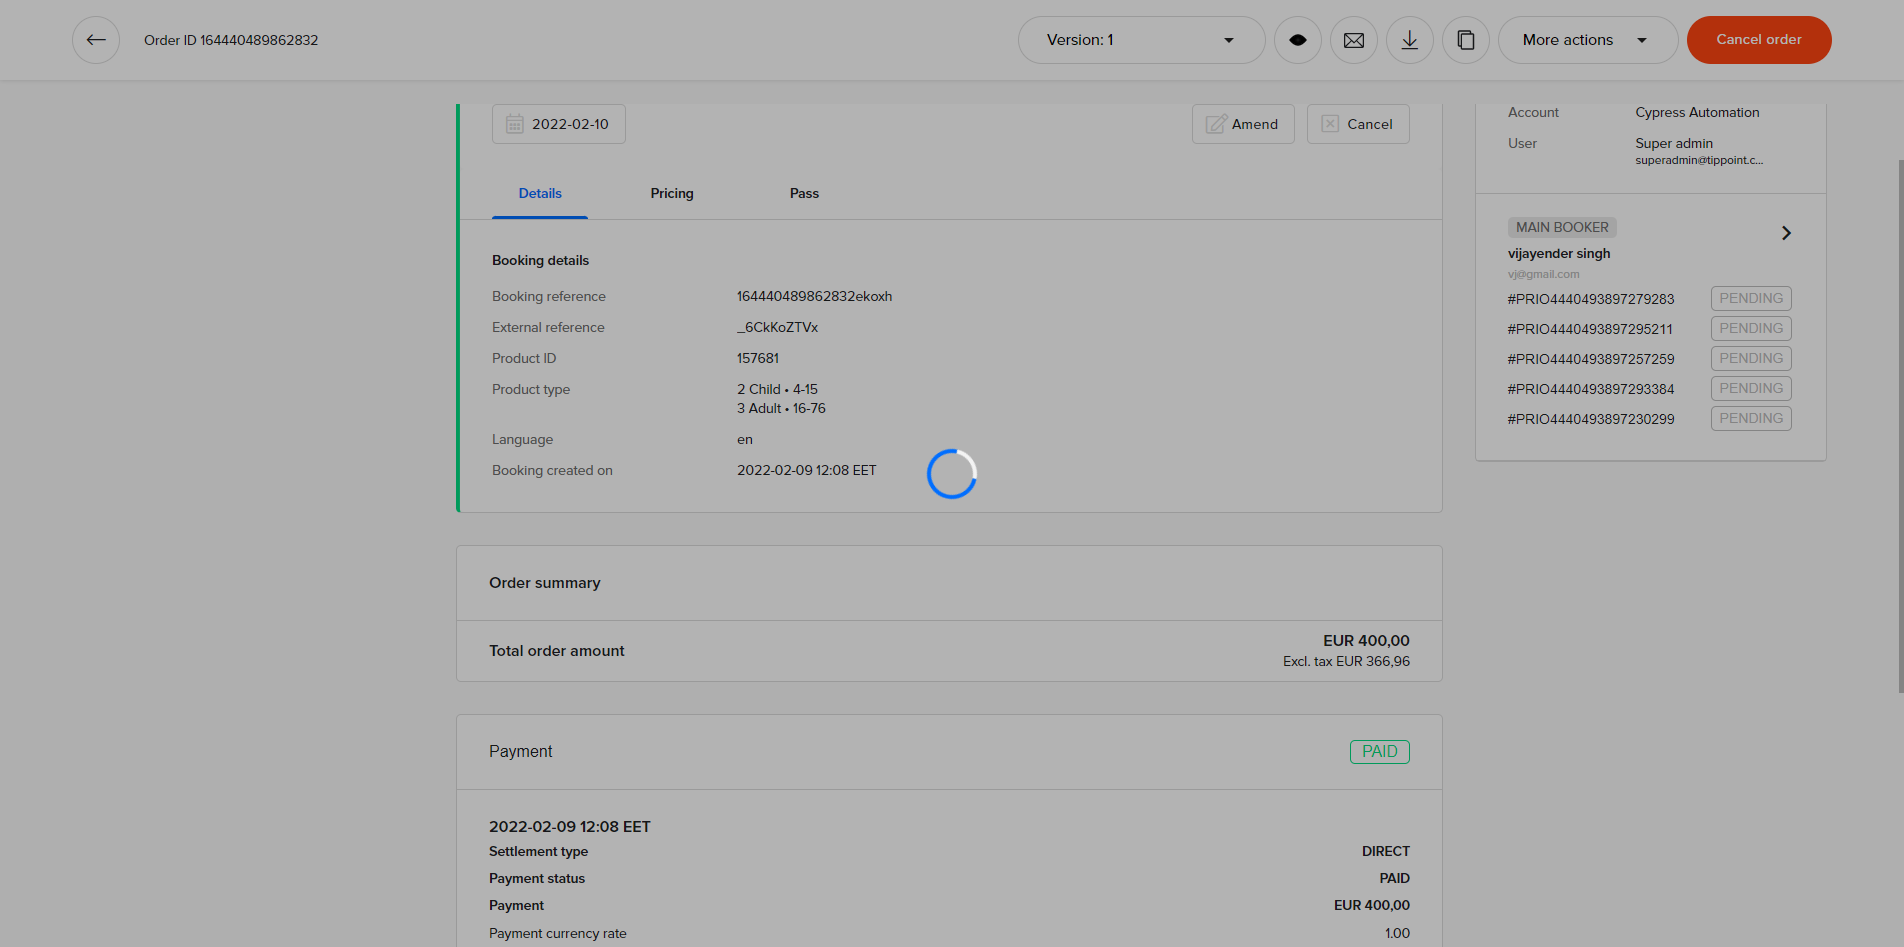 Order ID 164440489862832
Version: 1
More actions
Cancel order
2022-02-10
Amend
Cancel
Details
Pricing
Pass
Booking details
Booking reference 164440489862832ekoxh
External reference _6CkKoZTVx
Product ID 157681
Product type 2 Child • 4-15
3 Adult • 16-76
Language en
Booking created on 2022-02-09 12:08 EET
Order summary
Total order amount EUR 400,00
Excl. tax EUR 366,96
Payment PAID
2022-02-09 12:08 EET
Settlement type DIRECT
Payment status PAID
Payment EUR 400,00
Payment currency rate 1.00
Account Cypress Automation
User Super admin
superadmin@tippoint.c...
MAIN BOOKER
vijayender singh
vj@gmail.com
#PRIO4440493897279283 PENDING
#PRIO4440493897295211 PENDING
#PRIO4440493897257259 PENDING
#PRIO4440493897293384 PENDING
#PRIO4440493897230299 PENDING